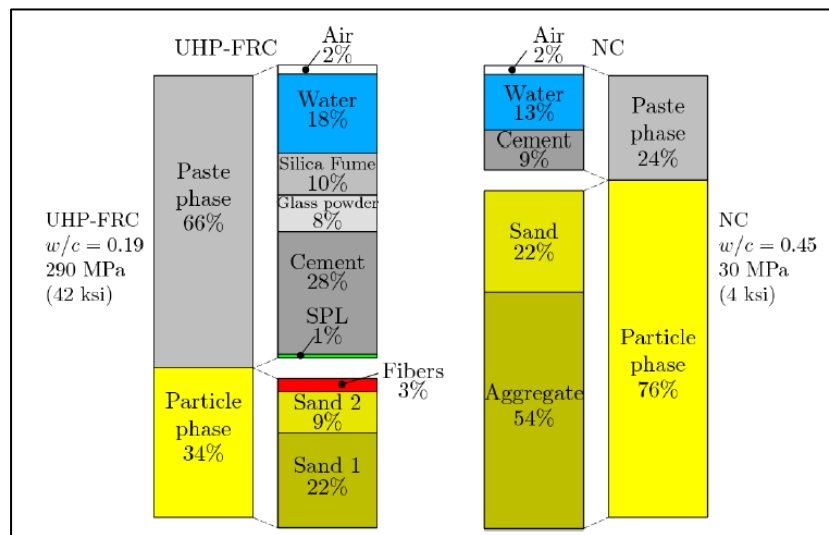 UHP-FRC
Air
2%
Water
18%
Silica Fume
10%
Glass powder
8%
Cement
28%
SPL
1%
Fibers
3%
Sand 2
9%
Sand 1
22%
Paste
phase
66%
Particle
phase
34%
UHP-FRC
w/c = 0.19
290 MPa
(42 ksi)
Air
2%
NC
Water
13%
Cement
9%
Sand
22%
Aggregate
54%
Paste
phase
24%
Particle
phase
76%
NC
w/c = 0.45
30 MPa
(4 ksi)